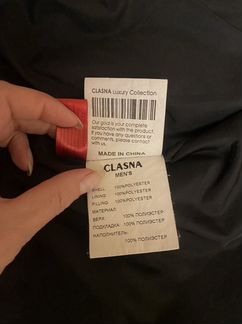 CLASNA Luxury Collection
Our goal is your complete
satisfaction with the product.
If you have any questions or
comments, please contact
with us.
MADE IN CHINA
CLASNA
MEN'S
SHELL: 100%POLYESTER
LINING: 100%POLYESTER
FILLING: 100%POLYESTER
МАТЕРИАЛ:
ВЕРХ: 100% ПОЛИЭСТЕР
ПОДКЛАДКА: 100% ПОЛИЭСТЕР
НАПОЛНИТЕЛЬ:
100% ПОЛИЭСТЕР